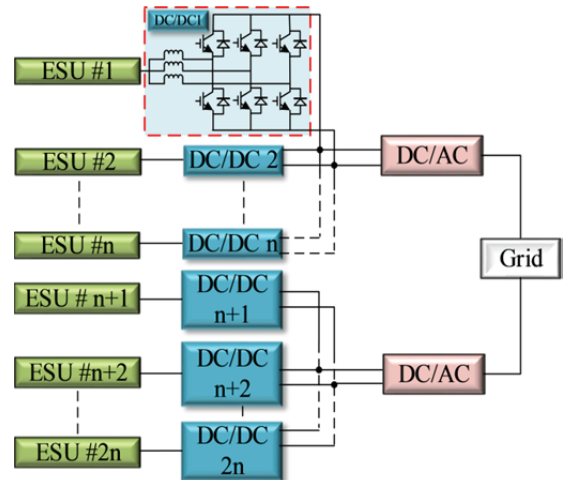 DC/DC1
ESU #1
ESU #2
DC/DC 2
DC/AC
ESU #n
DC/DC n
Grid
ESU # n+1
DC/DC
n+1
ESU #n+2
DC/DC
n+2
DC/AC
ESU #2n
DC/DC
2n